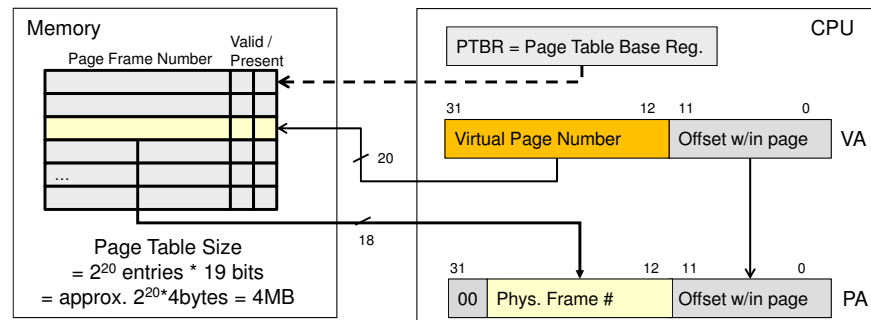 Memory
Page Frame Number
Valid /
Present
...
20
18
Page Table Size
= 2²⁰ entries * 19 bits
= approx. 2²⁰*4bytes = 4MB
CPU
PTBR = Page Table Base Reg.
31 12 11 0
Virtual Page Number Offset w/in page VA
31 12 11 0
00 Phys. Frame # Offset w/in page PA